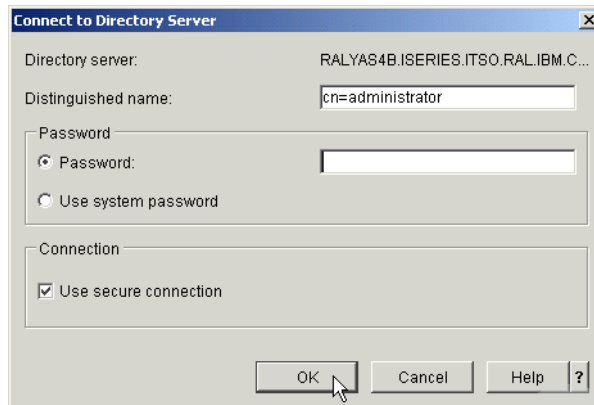 Connect to Directory Server
Directory server: RALYAS4B.ISERIES.ITSO.RAL.IBM.C...
Distinguished name: cn=administrator
Password
Password:
Use system password
Connection
Use secure connection
OK Cancel Help ?